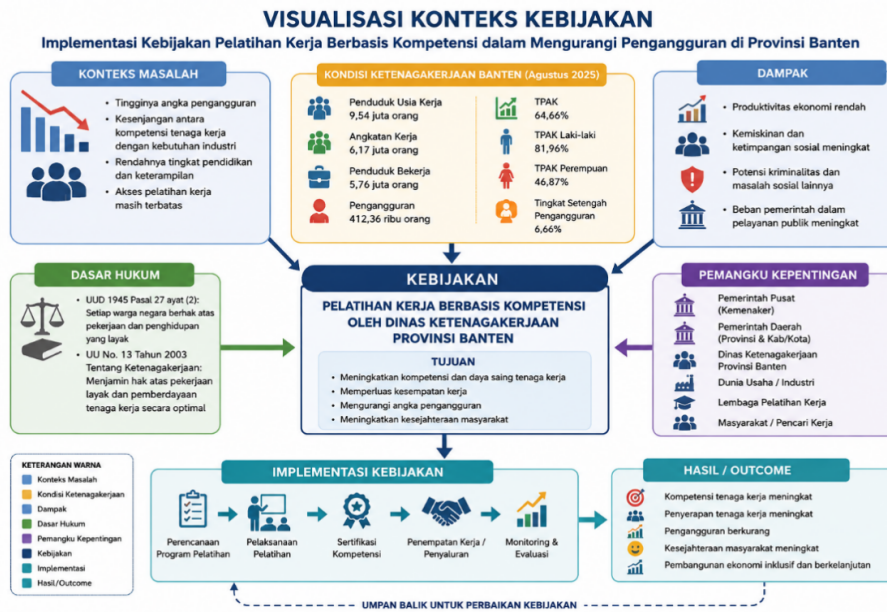 VISUALISASI KONTEKS KEBIJAKAN
Implementasi Kebijakan Pelatihan Kerja Berbasis Kompetensi dalam Mengurangi Pengangguran di Provinsi Banten
KONTEKS MASALAH
• Tingginya angka pengangguran
• Kesenjangan antara
kompetensi tenaga kerja
dengan kebutuhan industri
• Rendahnya tingkat pendidikan
dan keterampilan
• Akses pelatihan kerja
masih terbatas
KONDISI KETENAGAKERJAAN BANTEN (Agustus 2025)
Penduduk Usia Kerja
9,54 juta orang
Angkatan Kerja
6,17 juta orang
Penduduk Bekerja
5,76 juta orang
Pengangguran
412,36 ribu orang
TPAK
64,66%
TPAK Laki-laki
81,96%
TPAK Perempuan
46,87%
Tingkat Setengah
Pengangguran
6,66%
DAMPAK
• Produktivitas ekonomi rendah
• Kemiskinan dan
ketimpangan sosial meningkat
• Potensi kriminalitas dan
masalah sosial lainnya
• Beban pemerintah dalam
pelayanan publik meningkat
DASAR HUKUM
• UUD 1945 Pasal 27 ayat (2):
Setiap warga negara berhak atas
pekerjaan dan penghidupan
yang layak
• UU No. 13 Tahun 2003
Tentang Ketenagakerjaan:
Menjamin hak atas pekerjaan
layak dan pemberdayaan
tenaga kerja secara optimal
KEBIJAKAN
PELATIHAN KERJA BERBASIS KOMPETENSI
OLEH DINAS KETENAGAKERJAAN
PROVINSI BANTEN
TUJUAN
• Meningkatkan kompetensi dan daya saing tenaga kerja
• Memperluas kesempatan kerja
• Mengurangi angka pengangguran
• Meningkatkan kesejahteraan masyarakat
PEMANGKU KEPENTINGAN
Pemerintah Pusat
(Kemenaker)
Pemerintah Daerah
(Provinsi & Kab/Kota)
Dinas Ketenagakerjaan
Provinsi Banten
Dunia Usaha / Industri
Lembaga Pelatihan Kerja
Masyarakat / Pencari Kerja
KETERANGAN WARNA
Konteks Masalah
Kondisi Ketenagakerjaan
Dampak
Dasar Hukum
Pemangku Kepentingan
Kebijakan
Implementasi
Hasil/Outcome
IMPLEMENTASI KEBIJAKAN
Perencanaan
Program Pelatihan
Pelaksanaan
Pelatihan
Sertifikasi
Kompetensi
Penempatan Kerja /
Penyaluran
Monitoring &
Evaluasi
HASIL / OUTCOME
Kompetensi tenaga kerja meningkat
Penyerapan tenaga kerja meningkat
Pengangguran berkurang
Kesejahteraan masyarakat meningkat
Pembangunan ekonomi inklusif dan berkelanjutan
UMPAN BALIK UNTUK PERBAIKAN KEBIJAKAN